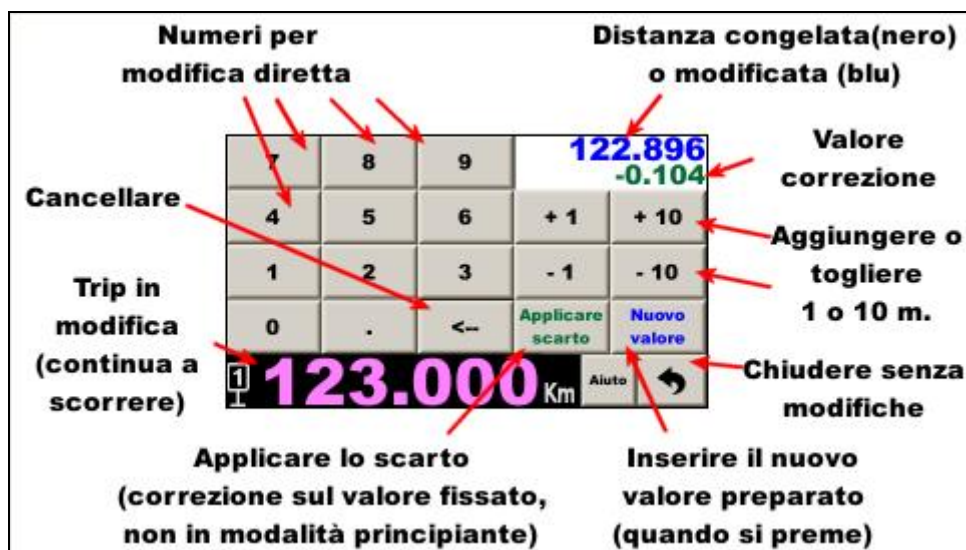 Numeri per
modifica diretta
Distanza congelata(nero)
o modificata (blu)
7 8 9 122.896
-0.104
Valore
correzione
Cancellare
4 5 6 + 1 + 10
Aggiungere o
togliere
1 o 10 m.
1 2 3 - 1 - 10
Trip in
modifica
(continua a
scorrere)
0 . <-- Applicare
scarto
Nuovo
valore
1 123.000 Km Aiuto
Chiudere senza
modifiche
Applicare lo scarto
(correzione sul valore fissato,
non in modalità principiante)
Inserire il nuovo
valore preparato
(quando si preme)